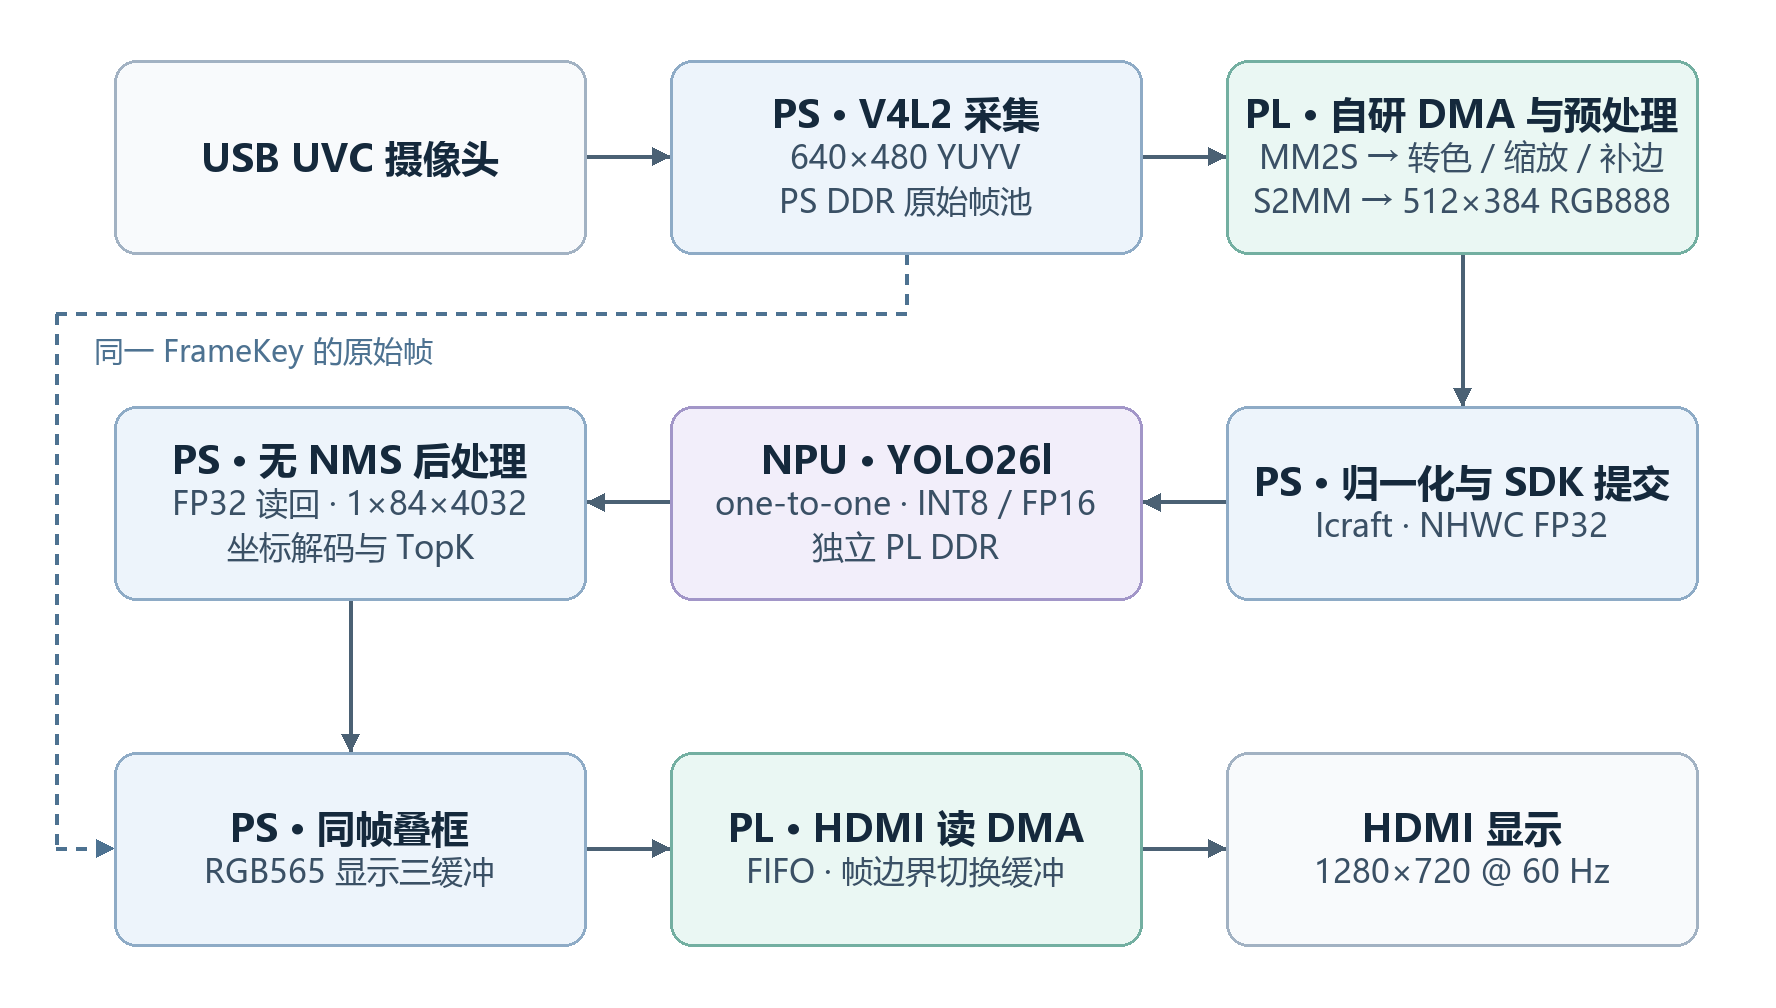 USB UVC 摄像头
PS • V4L2 采集
640×480 YUYV
PS DDR 原始帧池
PL • 自研 DMA 与预处理
MM2S → 转色 / 缩放 / 补边
S2MM → 512×384 RGB888
同一 FrameKey 的原始帧
PS • 无 NMS 后处理
FP32 读回 · 1×84×4032
坐标解码与 TopK
NPU • YOLO26l
one-to-one · INT8 / FP16
独立 PL DDR
PS • 归一化与 SDK 提交
Icraft · NHWC FP32
PS • 同帧叠框
RGB565 显示三缓冲
PL • HDMI 读 DMA
FIFO · 帧边界切换缓冲
HDMI 显示
1280×720 @ 60 Hz